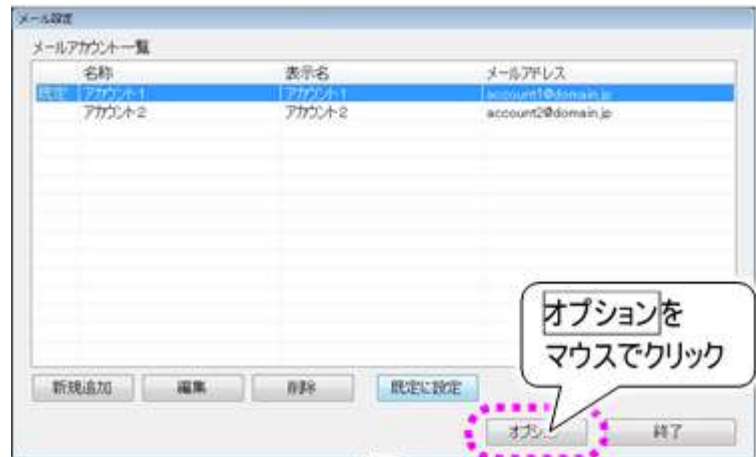 メール設定
メールアカウント一覧
名称 表示名 メールアドレス
既定 アカウント1 アカウント1 account1@domain.jp
アカウント2 アカウント2 account2@domain.jp
オプションを
マウスでクリック
新規追加 編集 削除 既定に設定
オプシ 終了